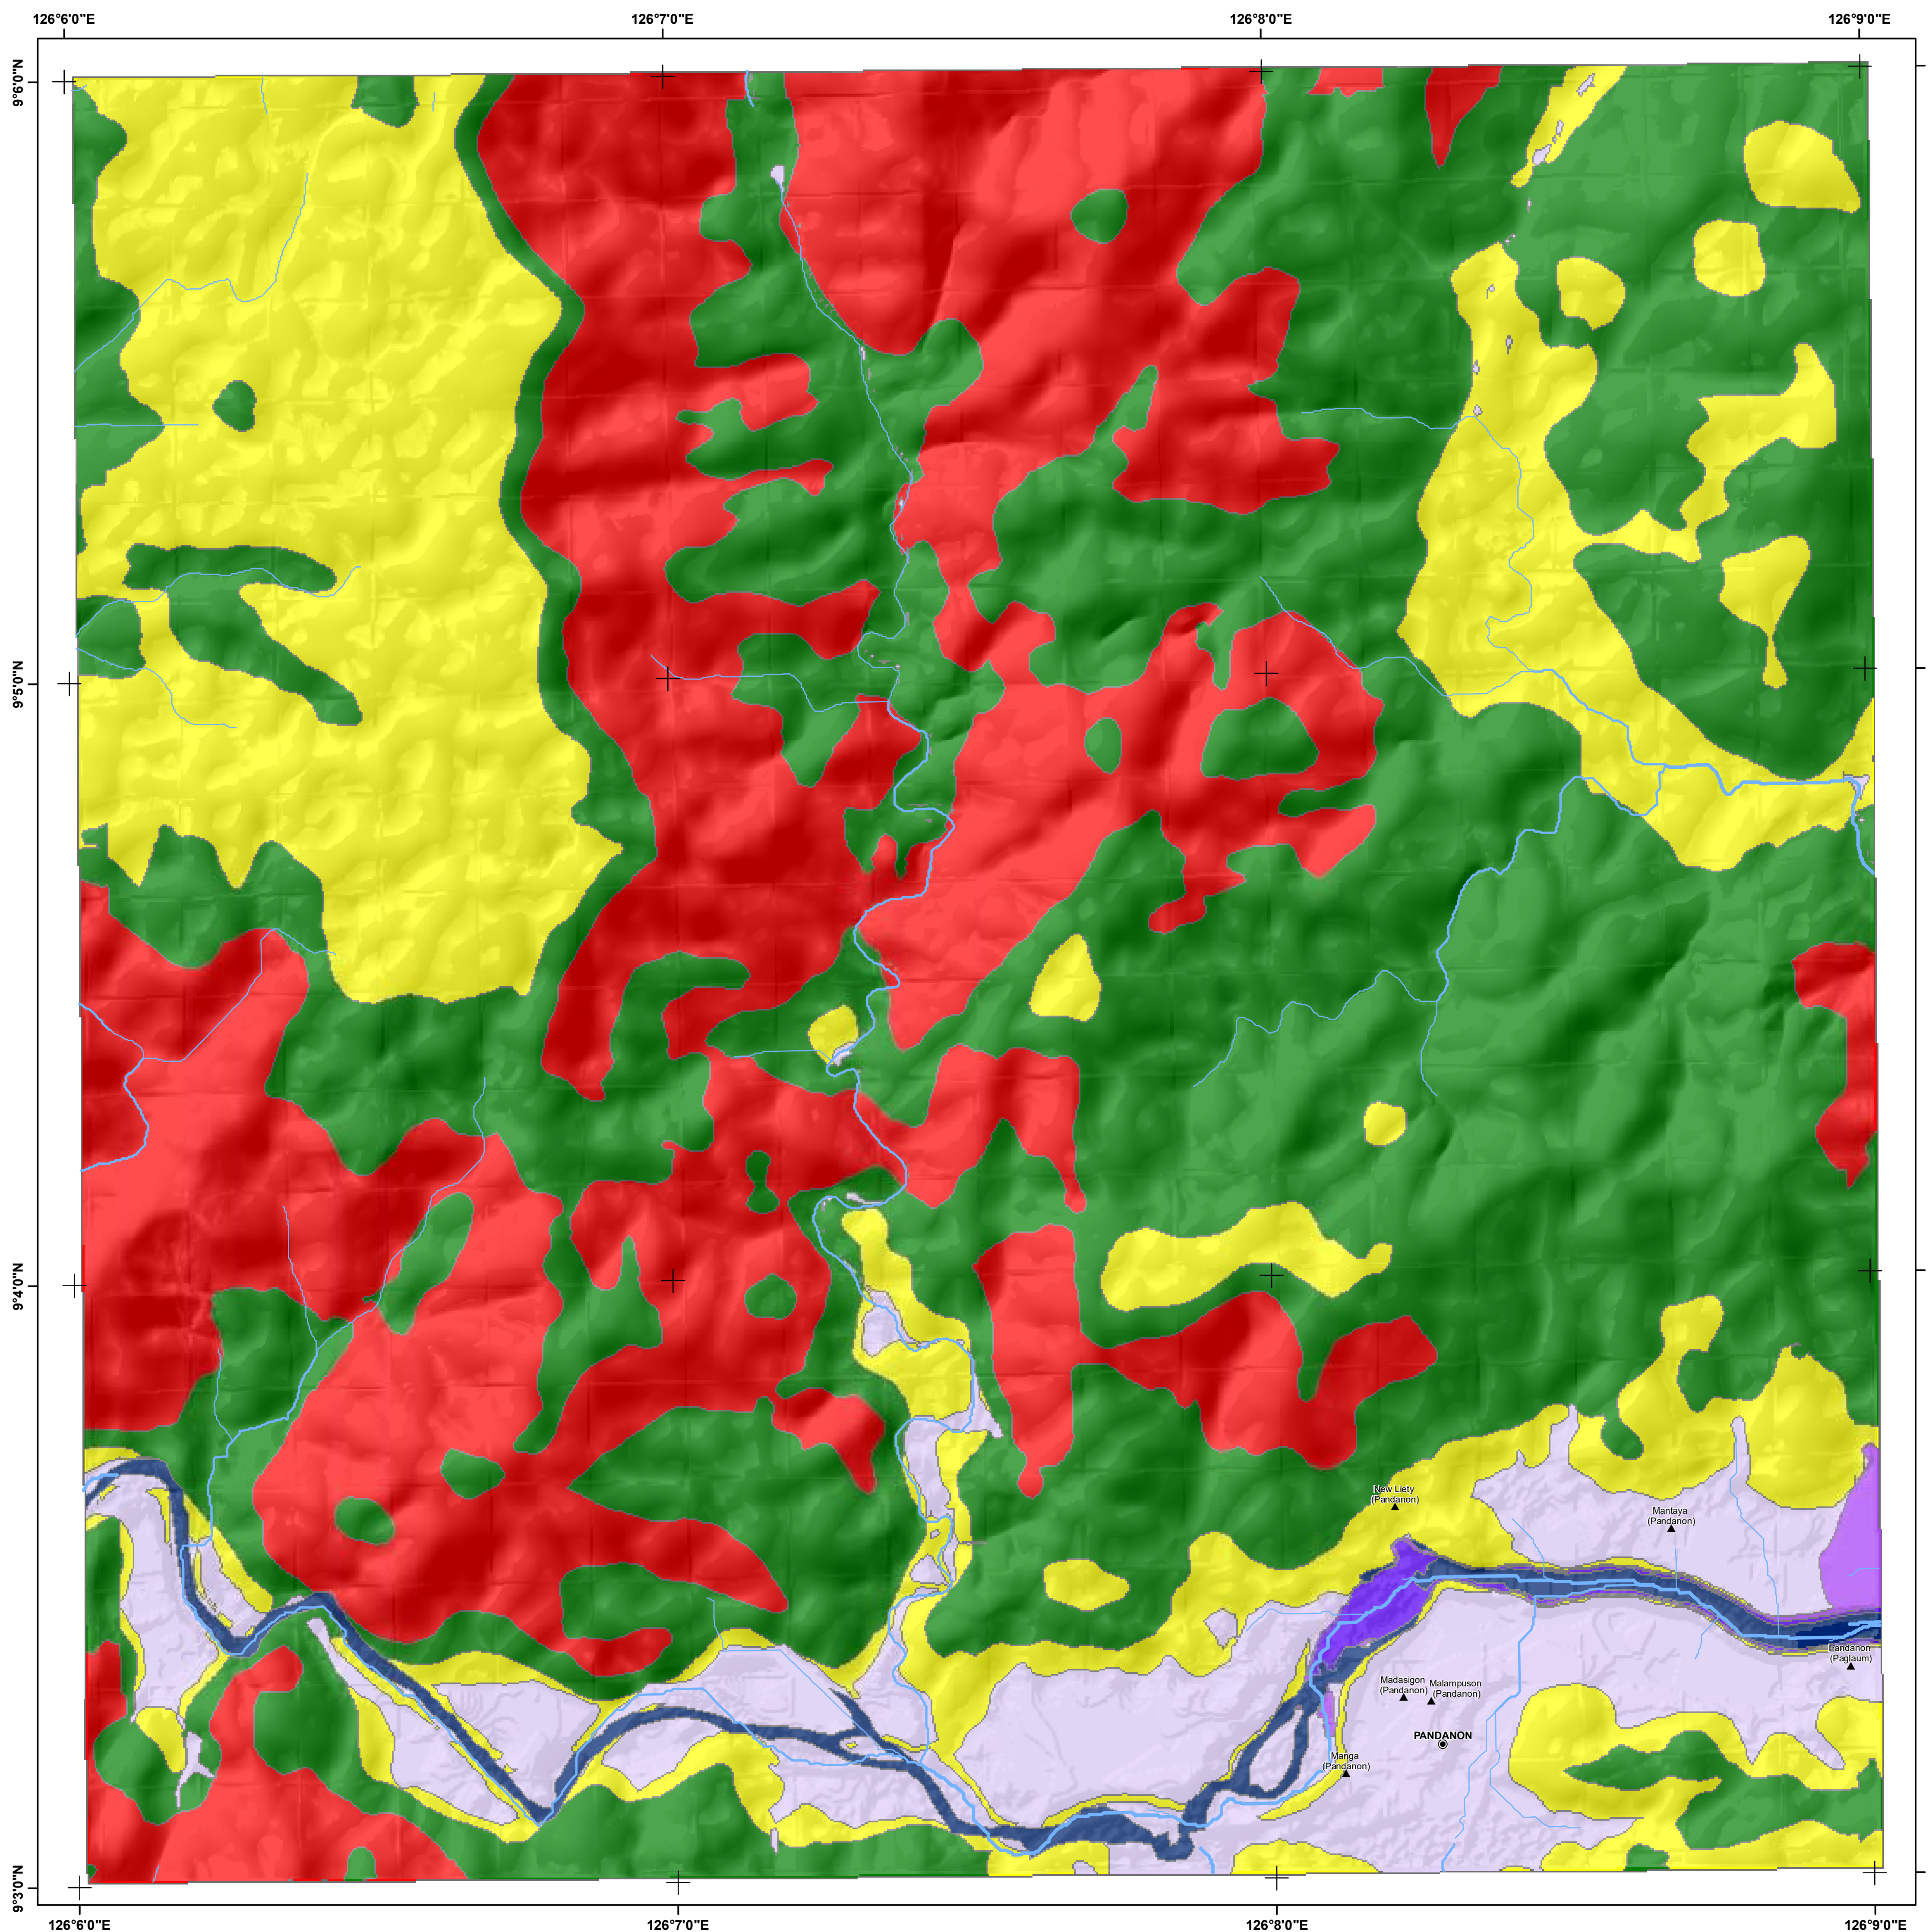 126°6'0"E 126°7'0"E 126°8'0"E 126°9'0"E
9°6'0"N
9°5'0"N
9°4'0"N
New Liety
(Pandanon)
Mantaya
(Pandanon)
Pandanon
(Paglaum)
Madasigon
(Pandanon)
Malampuson
(Pandanon)
PANDANON
Manga
(Pandanon)
9°3'0"N
126°6'0"E 126°7'0"E 126°8'0"E 126°9'0"E